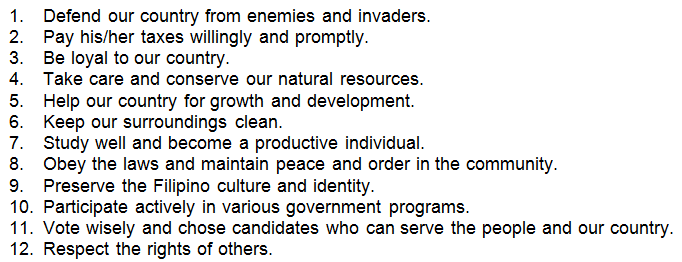 1. Defend our country from enemies and invaders.
2. Pay his/her taxes willingly and promptly.
3. Be loyal to our country.
4. Take care and conserve our natural resources.
5. Help our country for growth and development.
6. Keep our surroundings clean.
7. Study well and become a productive individual.
8. Obey the laws and maintain peace and order in the community.
9. Preserve the Filipino culture and identity.
10. Participate actively in various government programs.
11. Vote wisely and chose candidates who can serve the people and our country.
12. Respect the rights of others.